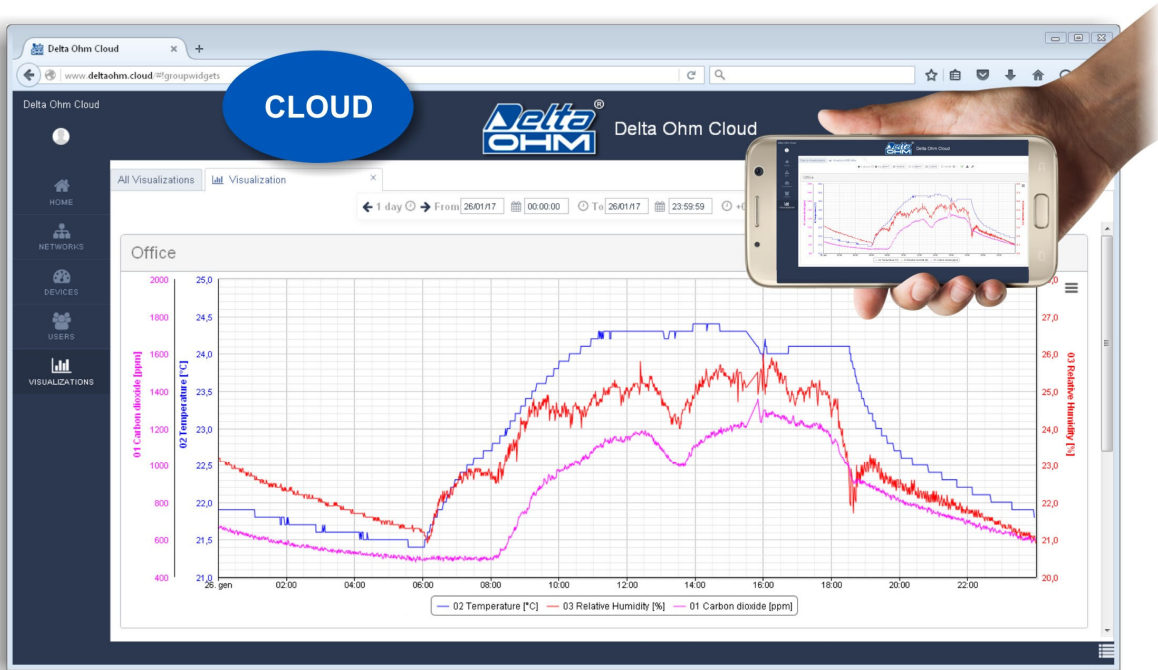 Delta Ohm Cloud
www.deltaohm.cloud/#!groupwidgets
CLOUD
Delta Ohm Cloud
Delta OHM ®
Delta Ohm Cloud
HOME
NETWORKS
DEVICES
USERS
VISUALIZATIONS
All Visualizations
Visualization
1 day From 26/01/17 00:00:00 To 26/01/17 23:59:59
Office
2000
1800
1600
1400
1200
1000
800
600
400
01 Carbon dioxide [ppm]
25,0
24,5
24,0
23,5
23,0
22,5
22,0
21,5
21,0
02 Temperature [°C]
27,0
26,0
25,0
24,0
23,0
22,0
21,0
20,0
03 Relative Humidity [%]
26. gen 02:00 04:00 06:00 08:00 10:00 12:00 14:00 16:00 18:00 20:00 22:00
02 Temperature [°C] 03 Relative Humidity [%] 01 Carbon dioxide [ppm]
Delta OHM
Delta Ohm Cloud
Office